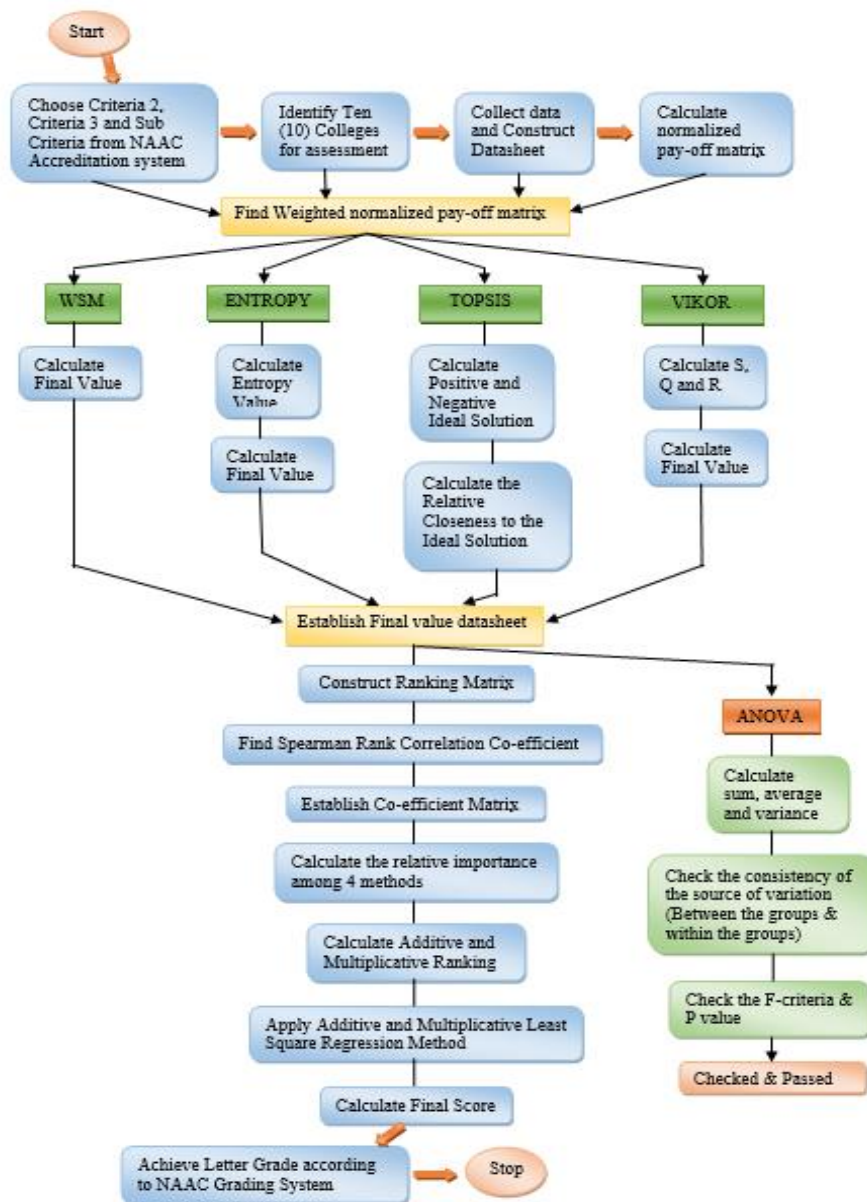 Start
Choose Criteria 2,
Criteria 3 and Sub
Criteria from NAAC
Accreditation system
Identify Ten
(10) Colleges
for assessment
Collect data
and Construct
Datasheet
Calculate
normalized
pay-off matrix
Find Weighted normalized pay-off matrix
WSM
ENTROPY
TOPSIS
VIKOR
Calculate
Final Value
Calculate
Entropy
Value
Calculate
Positive and
Negative
Ideal Solution
Calculate S,
Q and R
Calculate
Final Value
Calculate the
Relative
Closeness to the
Ideal Solution
Calculate
Final Value
Establish Final value datasheet
Construct Ranking Matrix
Find Spearman Rank Correlation Co-efficient
Establish Co-efficient Matrix
Calculate the relative importance
among 4 methods
Calculate Additive and
Multiplicative Ranking
Apply Additive and Multiplicative Least
Square Regression Method
Calculate Final Score
Achieve Letter Grade according
to NAAC Grading System
Stop
ANOVA
Calculate
sum, average
and variance
Check the consistency of
the source of variation
(Between the groups &
within the groups)
Check the F-criteria &
P value
Checked & Passed